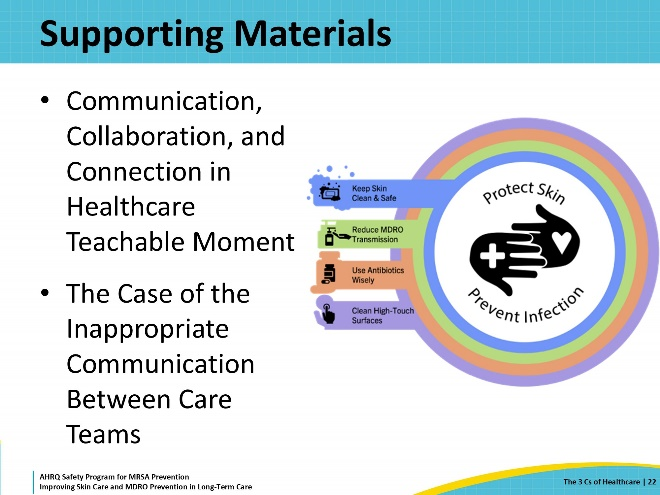 Supporting Materials
• Communication,
Collaboration, and
Connection in
Healthcare
Teachable Moment
• The Case of the
Inappropriate
Communication
Between Care
Teams
Keep Skin
Clean & Safe
Reduce MDRO
Transmission
Use Antibiotics
Wisely
Clean High-Touch
Surfaces
Protect Skin
Prevent Infection
AHRQ Safety Program for MRSA Prevention
Improving Skin Care and MDRO Prevention in Long-Term Care
The 3 Cs of Healthcare | 22